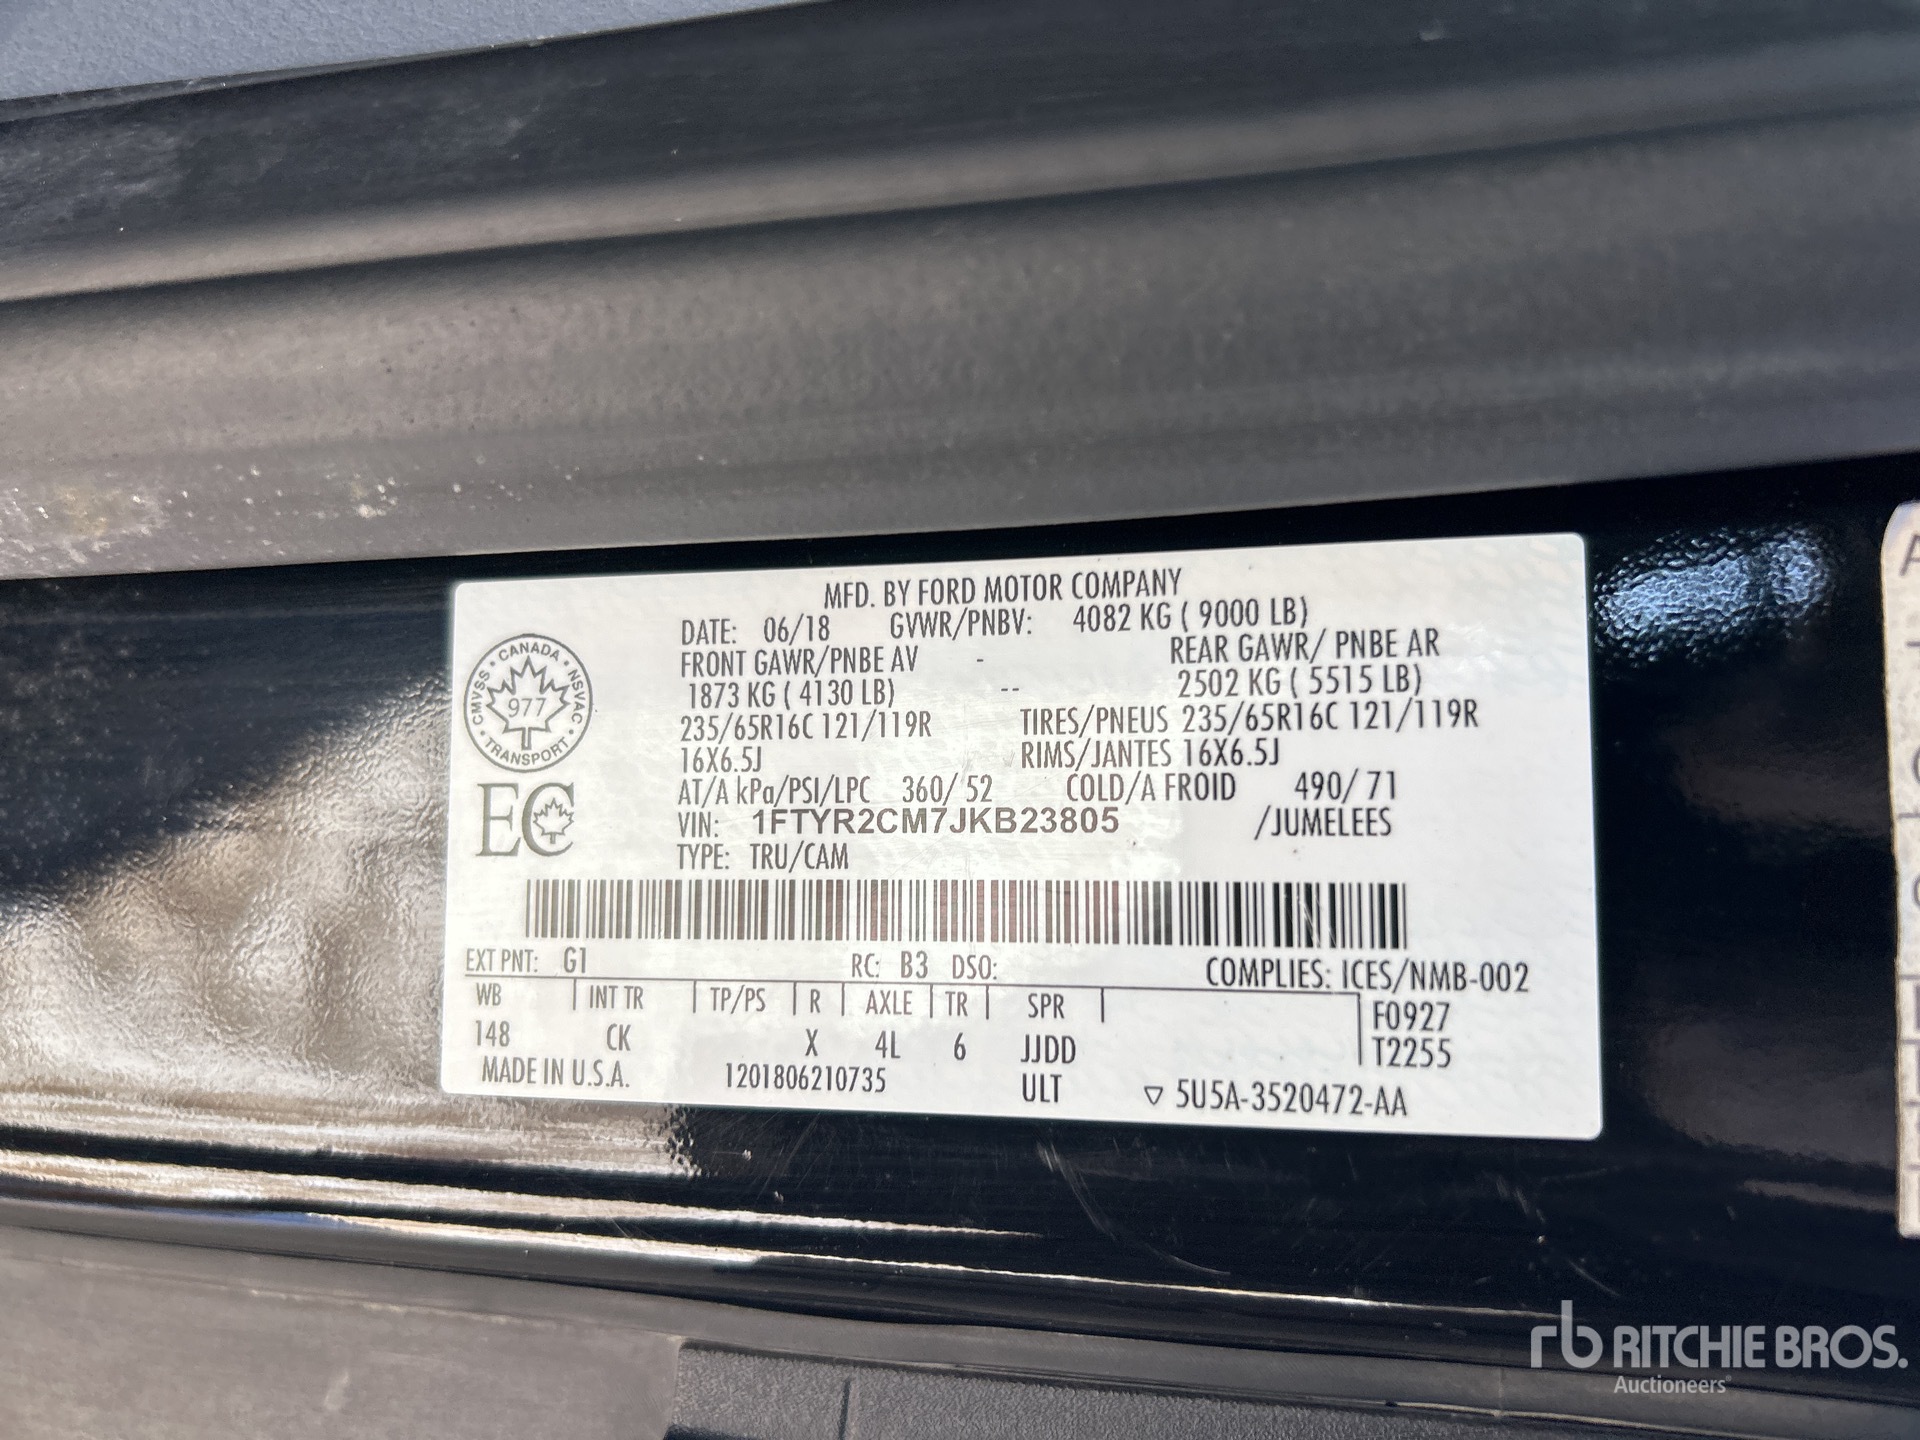 MFD. BY FORD MOTOR COMPANY
DATE: 06/18 GVWR/PNBV: 4082 KG ( 9000 LB)
FRONT GAWR/PNBE AV - REAR GAWR/ PNBE AR
1873 KG ( 4130 LB) -- 2502 KG ( 5515 LB)
235/65R16C 121/119R TIRES/PNEUS 235/65R16C 121/119R
16X6.5J RIMS/JANTES 16X6.5J
AT/A kPa/PSI/LPC 360/ 52 COLD/A FROID 490/ 71
VIN: 1FTYR2CM7JKB23805 /JUMELEES
TYPE: TRU/CAM
CANADA
CMVSS • NSVAC
977
TRANSPORT
EC
EXT PNT: G1 RC: B3 DSO:
COMPLIES: ICES/NMB-002
WB | INT TR | TP/PS | R | AXLE | TR | SPR |
F0927
148 CK X 4L 6 JJDD
T2255
MADE IN U.S.A. 1201806210735 ULT ▽ 5U5A-3520472-AA
rb RITCHIE BROS.
Auctioneers